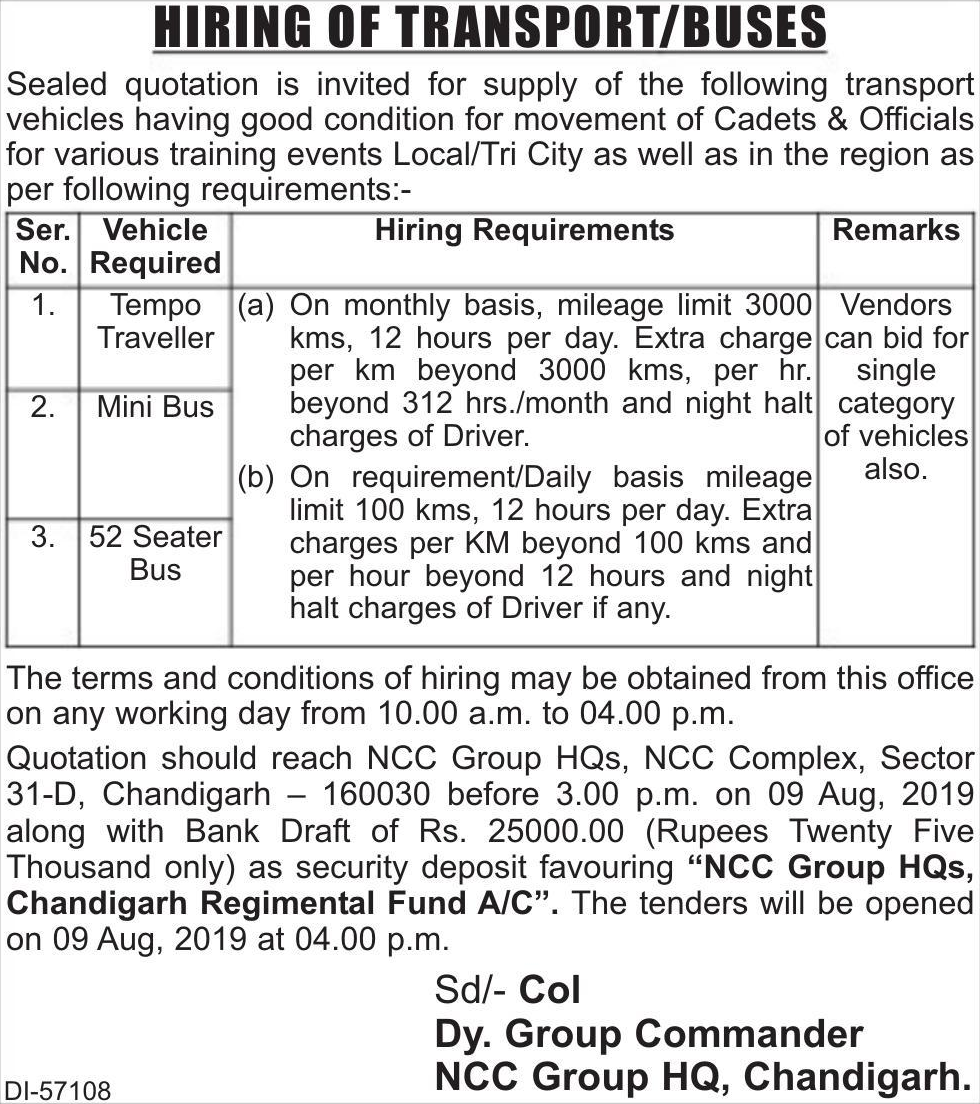 HIRING OF TRANSPORT/BUSES
Sealed quotation is invited for supply of the following transport
vehicles having good condition for movement of Cadets & Officials
for various training events Local/Tri City as well as in the region as
per following requirements:-
Ser. No.
Vehicle Required
Hiring Requirements
Remarks
1.
Tempo
Traveller
2.
Mini Bus
3.
52 Seater
Bus
(a) On monthly basis, mileage limit 3000
kms, 12 hours per day. Extra charge
per km beyond 3000 kms, per hr.
beyond 312 hrs./month and night halt
charges of Driver.
(b) On requirement/Daily basis mileage
limit 100 kms, 12 hours per day. Extra
charges per KM beyond 100 kms and
per hour beyond 12 hours and night
halt charges of Driver if any.
Vendors
can bid for
single
category
of vehicles
also.
The terms and conditions of hiring may be obtained from this office
on any working day from 10.00 a.m. to 04.00 p.m.
Quotation should reach NCC Group HQs, NCC Complex, Sector
31-D, Chandigarh – 160030 before 3.00 p.m. on 09 Aug, 2019
along with Bank Draft of Rs. 25000.00 (Rupees Twenty Five
Thousand only) as security deposit favouring “NCC Group HQs,
Chandigarh Regimental Fund A/C”. The tenders will be opened
on 09 Aug, 2019 at 04.00 p.m.
Sd/- Col
Dy. Group Commander
NCC Group HQ, Chandigarh.
DI-57108